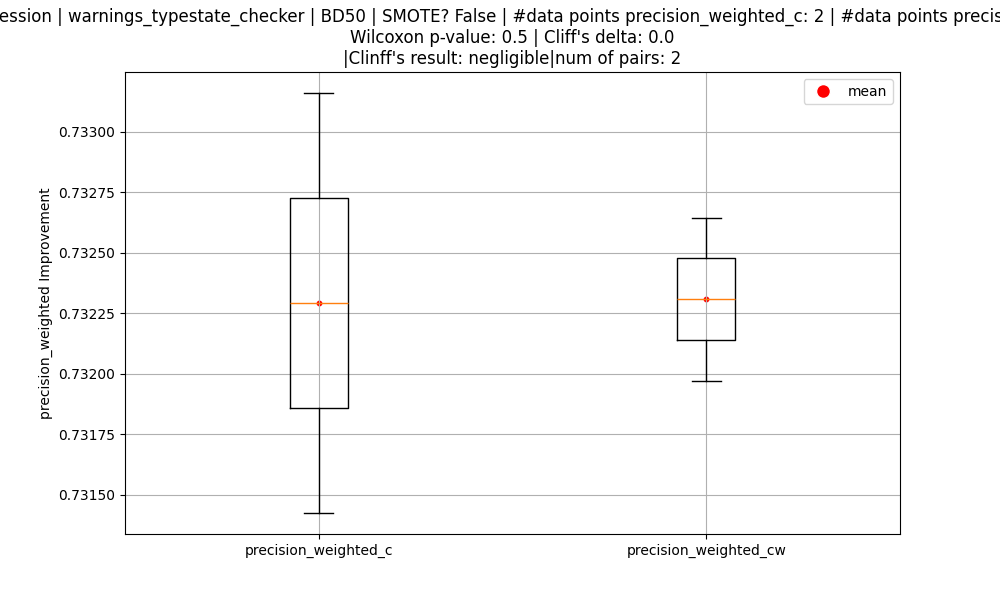 ession | warnings_typestate_checker | BD50 | SMOTE? False | #data points precision_weighted_c: 2 | #data points precis
Wilcoxon p-value: 0.5 | Cliff's delta: 0.0
|Clinff's result: negligible|num of pairs: 2
mean
0.73300
0.73275
0.73250
0.73225
0.73200
0.73175
0.73150
precision_weighted Improvement
precision_weighted_c
precision_weighted_cw